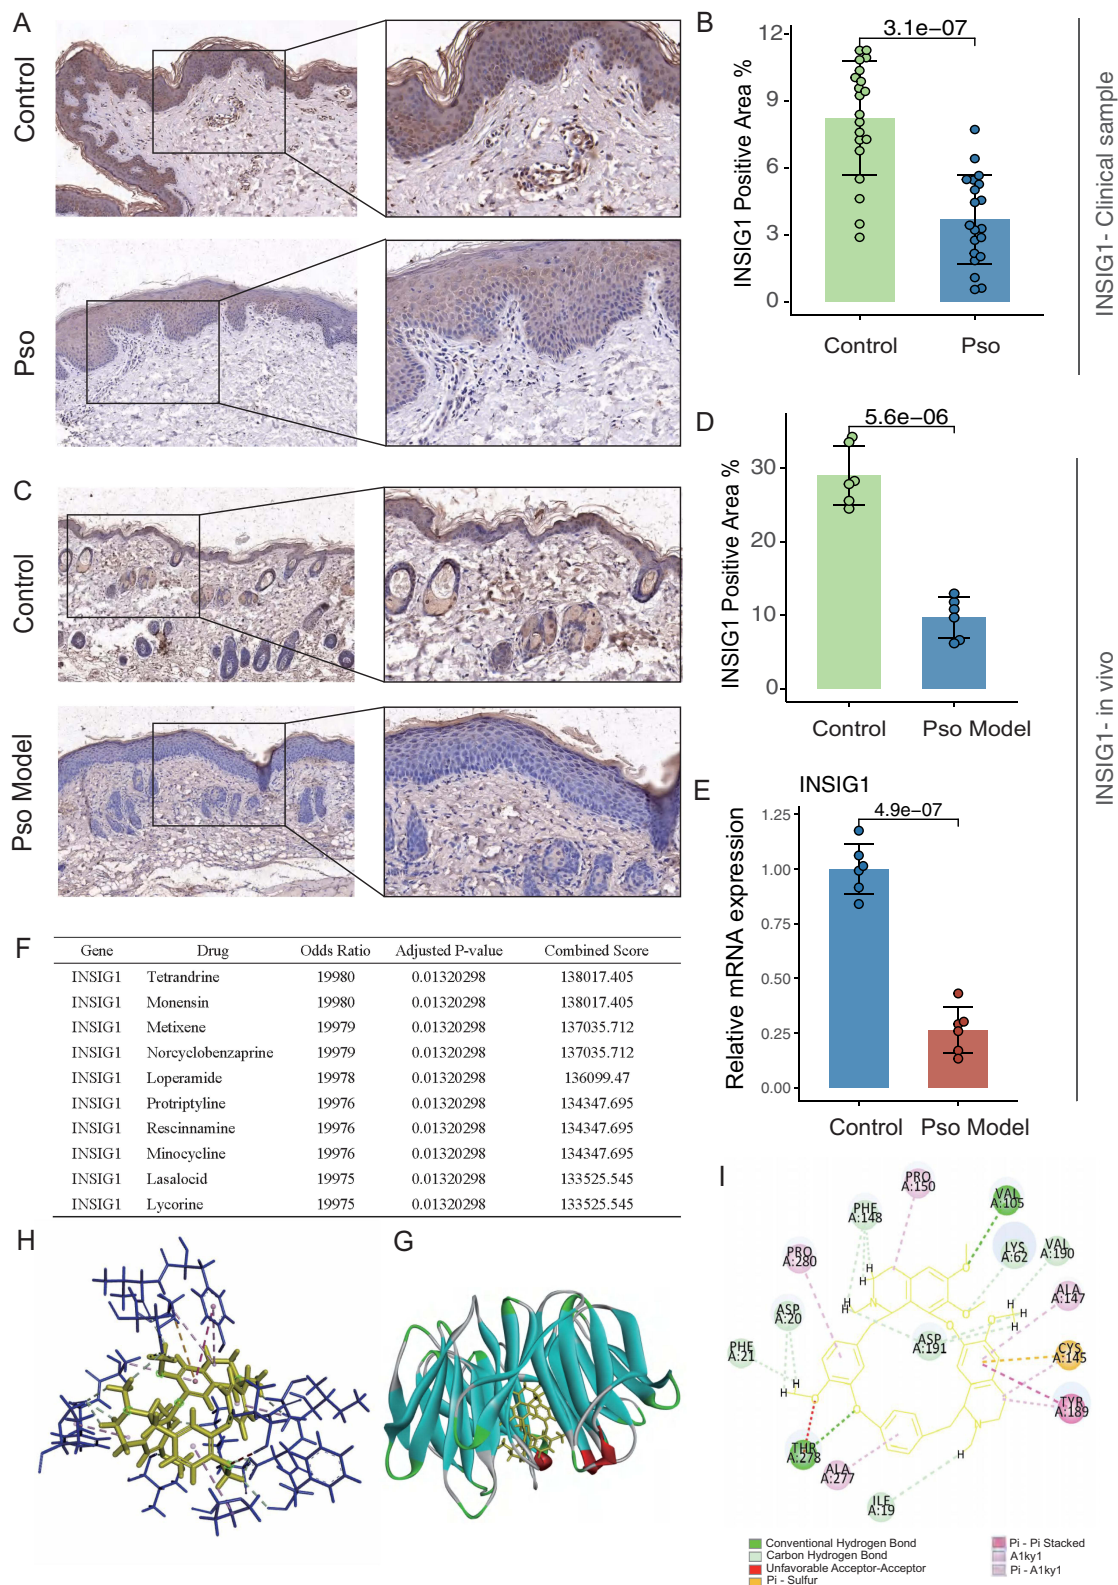 A
Control
Pso
B
INSIG1 Positive Area %
12
9
6
3
0
3.1e-07
Control
Pso
INSIG1- Clinical sample
C
Control
Pso Model
D
INSIG1 Positive Area %
30
20
10
0
5.6e-06
Control
Pso Model
INSIG1- in vivo
E
INSIG1
Relative mRNA expression
1.25
1.00
0.75
0.50
0.25
0.00
4.9e-07
Control
Pso Model
F
Gene Drug Odds Ratio Adjusted P-value Combined Score
INSIG1 Tetrandrine 19980 0.01320298 138017.405
INSIG1 Monensin 19980 0.01320298 138017.405
INSIG1 Metixene 19979 0.01320298 137035.712
INSIG1 Norcyclobenzaprine 19979 0.01320298 137035.712
INSIG1 Loperamide 19978 0.01320298 136099.47
INSIG1 Protriptyline 19976 0.01320298 134347.695
INSIG1 Rescinnamine 19976 0.01320298 134347.695
INSIG1 Minocycline 19976 0.01320298 134347.695
INSIG1 Lasalocid 19975 0.01320298 133525.545
INSIG1 Lycorine 19975 0.01320298 133525.545
H
G
I
PRO
A:150
VAL
A:105
PHE
A:148
LYS
A:62
VAL
A:190
PRO
A:280
ALA
A:147
ASP
A:20
ASP
A:191
PHE
A:21
CYS
A:145
TYR
A:189
THR
A:278
ALA
A:277
ILE
A:19
Conventional Hydrogen Bond
Carbon Hydrogen Bond
Unfavorable Acceptor-Acceptor
Pi - Sulfur
Pi - Pi Stacked
A1ky1
Pi - A1ky1